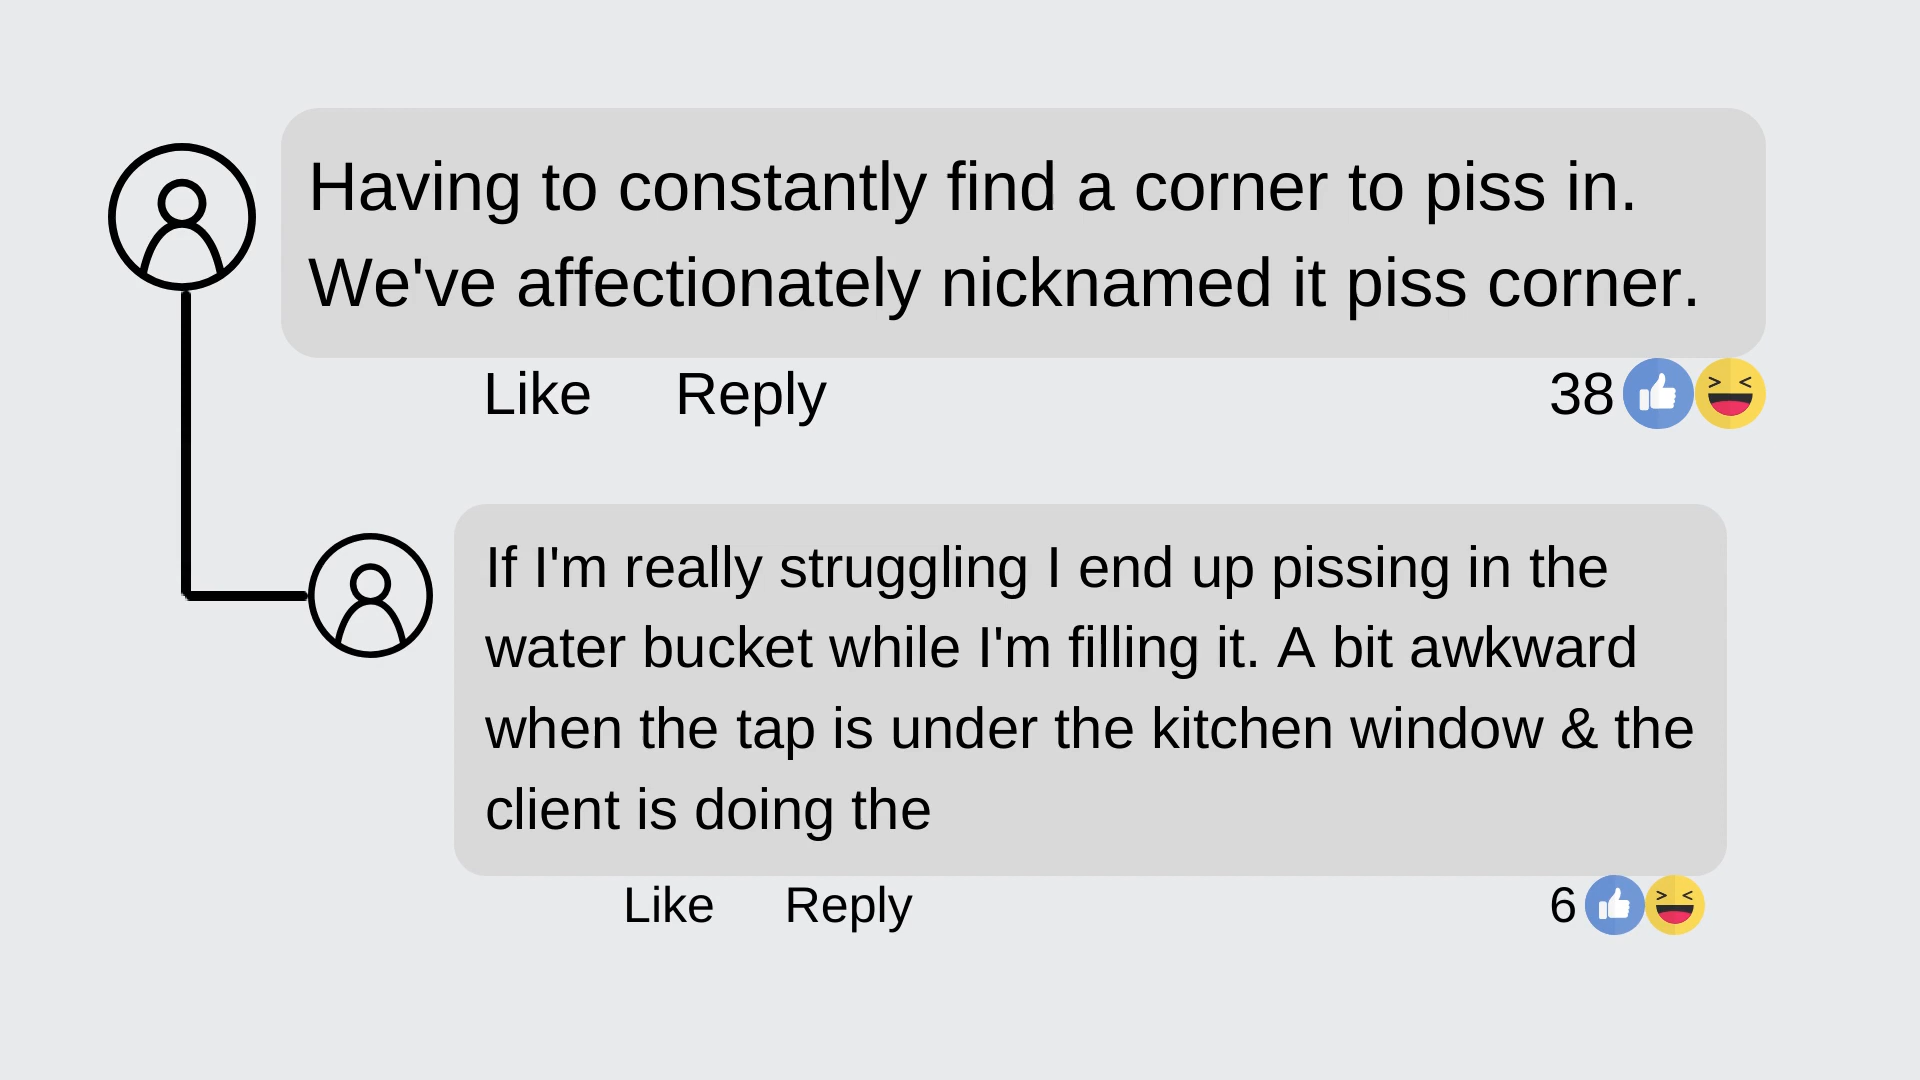 Having to constantly find a corner to piss in.
We've affectionately nicknamed it piss corner.
Like Reply 38
If I'm really struggling I end up pissing in the
water bucket while I'm filling it. A bit awkward
when the tap is under the kitchen window & the
client is doing the
Like Reply 6